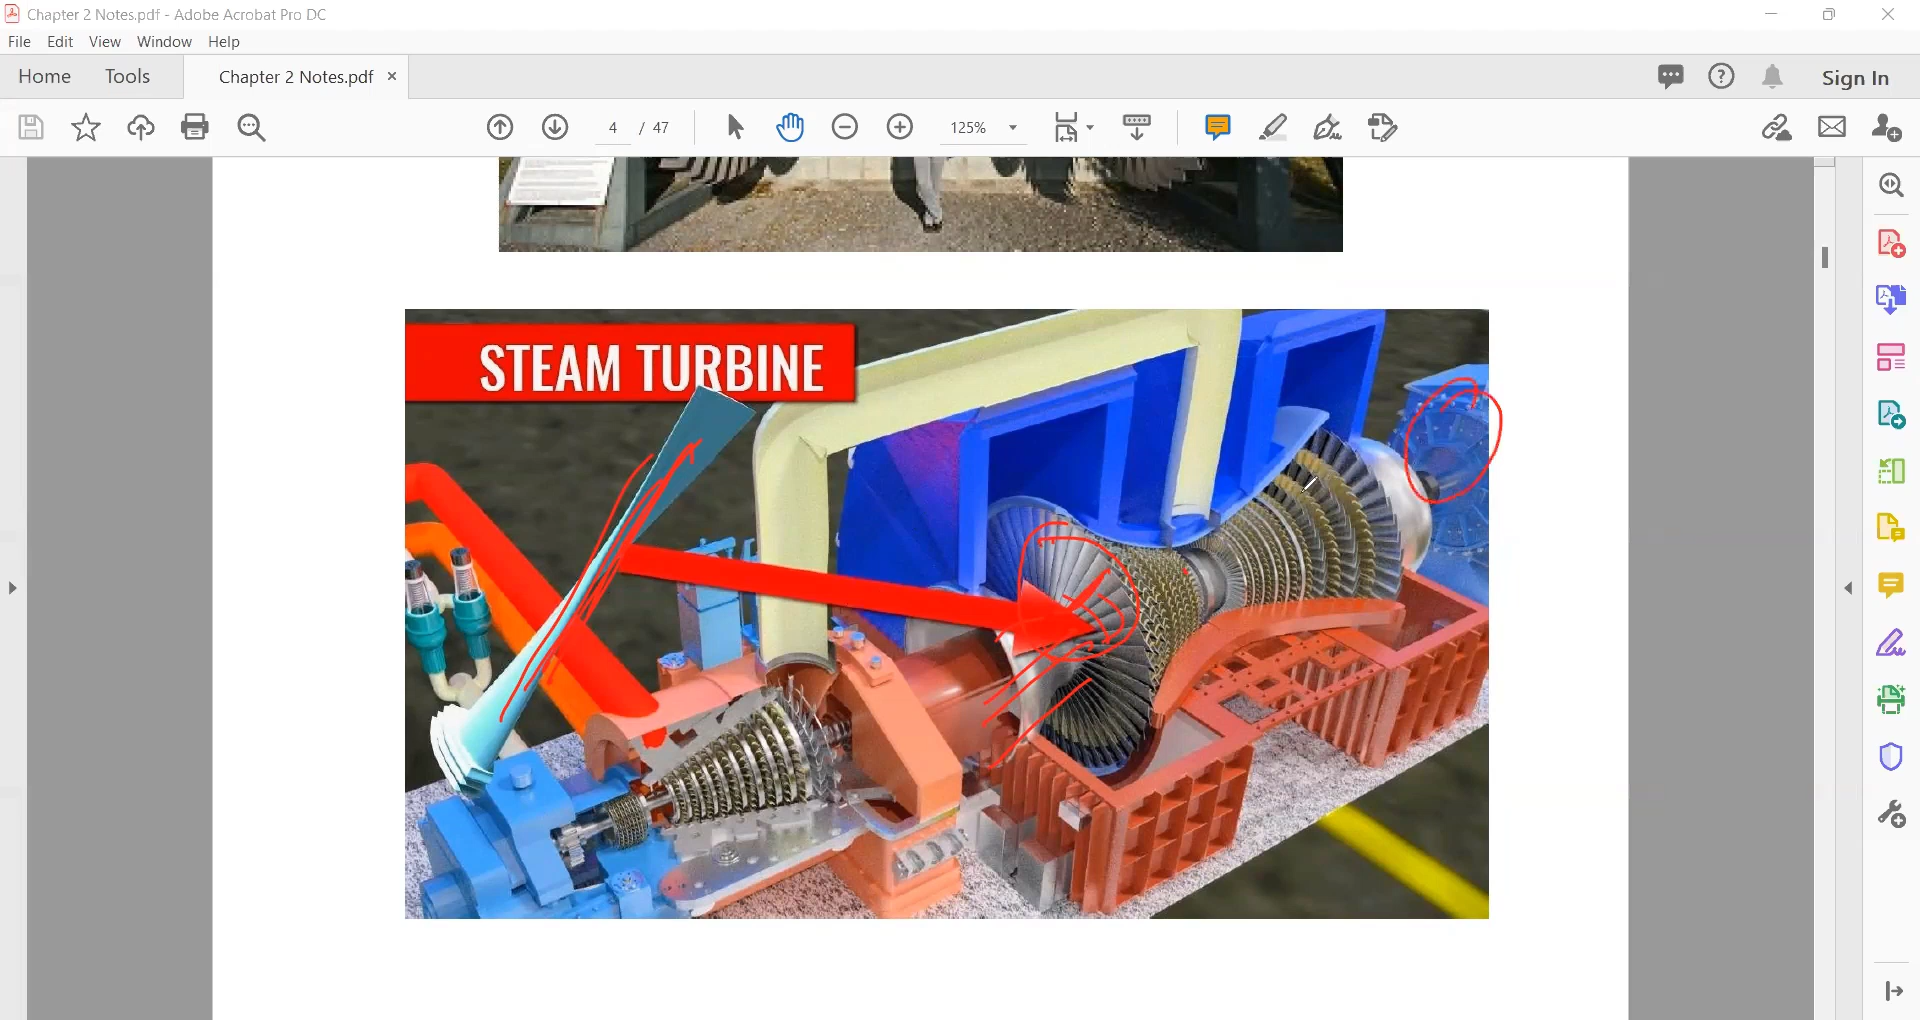 Chapter 2 Notes.pdf - Adobe Acrobat Pro DC
File Edit View Window Help
Home Tools Chapter 2 Notes.pdf × Sign In
4 / 47 125%
STEAM TURBINE